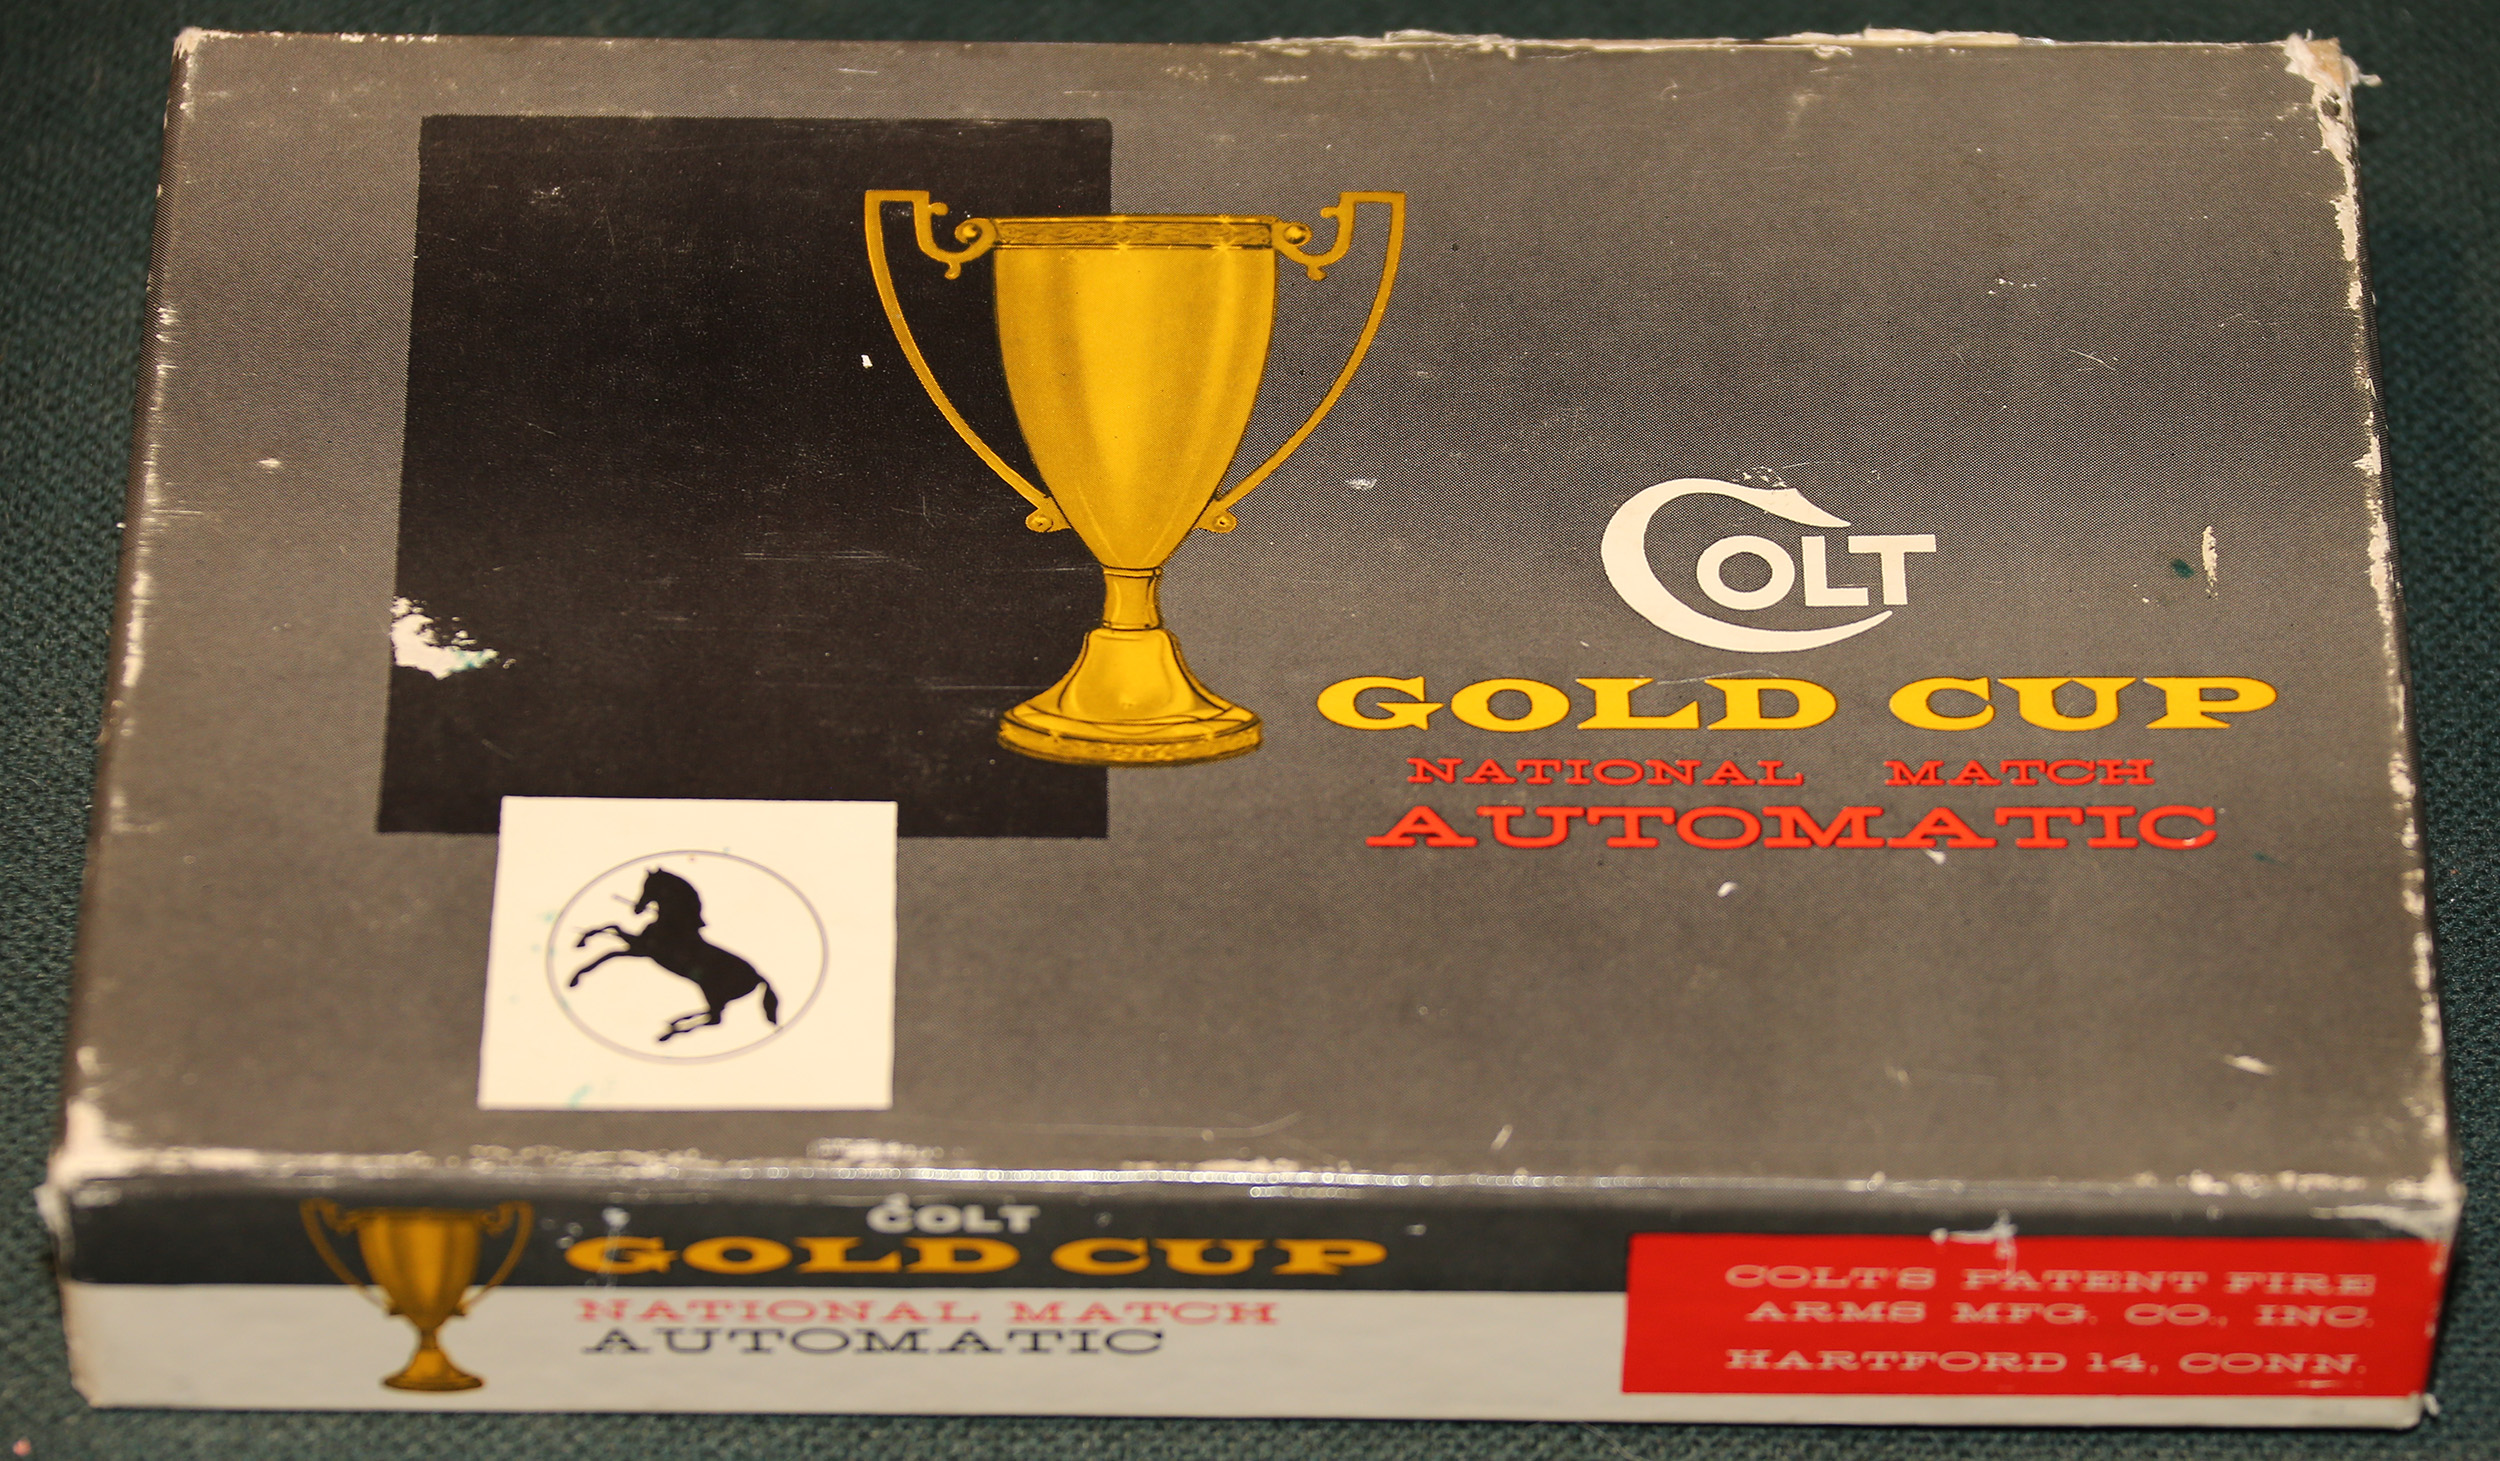 COLT
GOLD CUP
NATIONAL MATCH
AUTOMATIC
COLT
GOLD CUP
NATIONAL MATCH
AUTOMATIC
COLT'S PATENT FIRE
ARMS MFG. CO., INC.
HARTFORD 14, CONN.